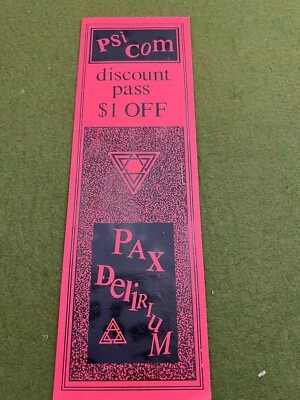 Psi Com
discount
pass
$1 OFF
PAX
DeliRIuM